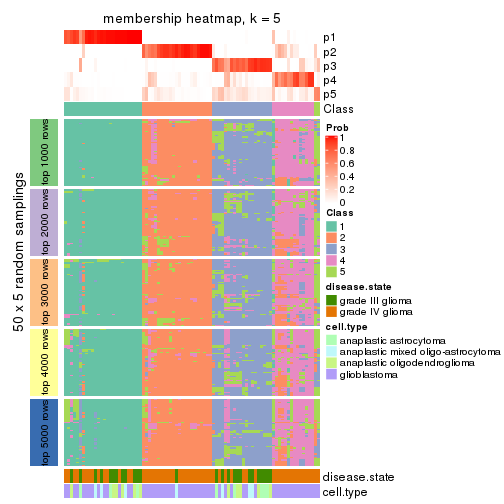 membership heatmap, k = 5
p1
p2
p3
p4
p5
Class
50 x 5 random samplings
top 1000 rows
top 2000 rows
top 3000 rows
top 4000 rows
top 5000 rows
Prob
1
0.8
0.6
0.4
0.2
0
Class
1
2
3
4
5
disease.state
grade III glioma
grade IV glioma
cell.type
anaplastic astrocytoma
anaplastic mixed oligo-astrocytoma
anaplastic oligodendroglioma
glioblastoma
disease.state
cell.type